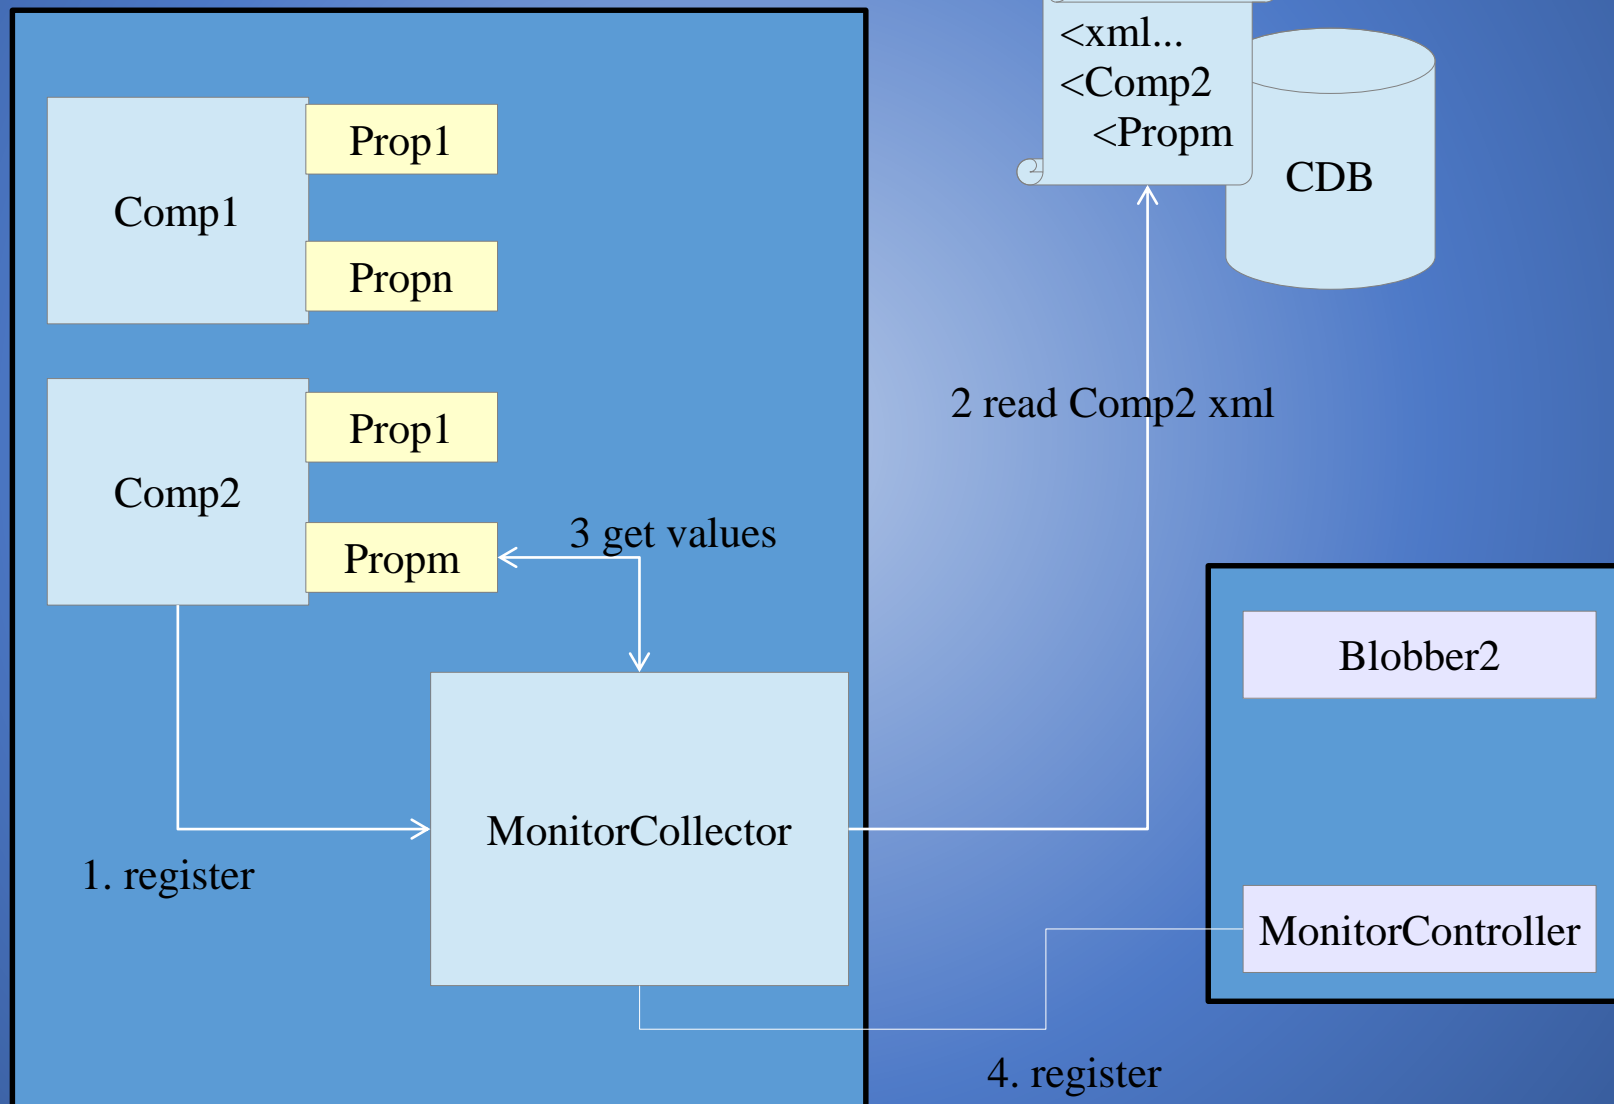 <xml...
<Comp2
<Propm
CDB
Comp1
Prop1
Propn
Comp2
Prop1
Propm
2 read Comp2 xml
3 get values
MonitorCollector
1. register
Blobber2
MonitorController
4. register